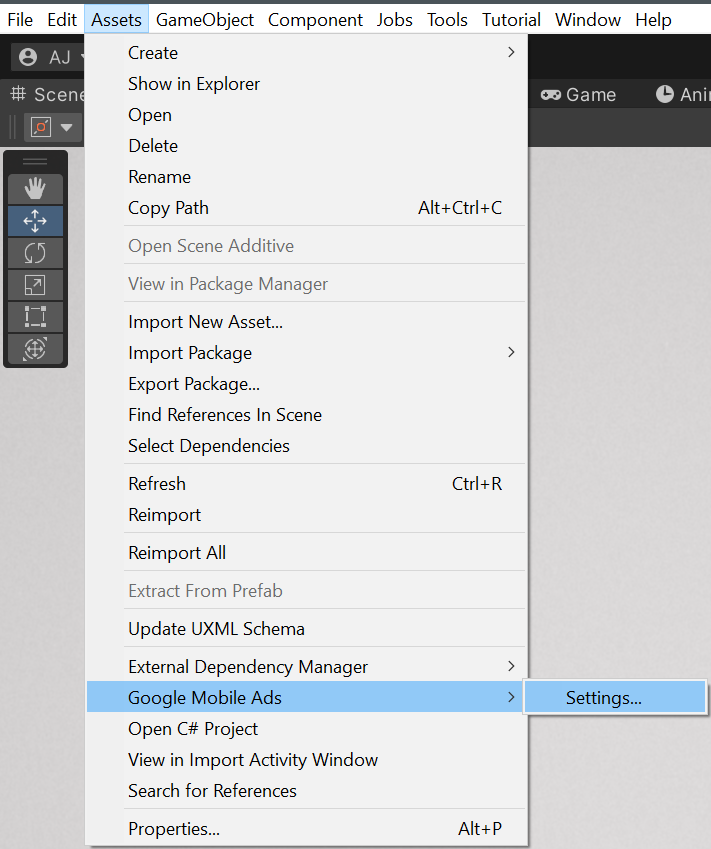 File Edit Assets GameObject Component Jobs Tools Tutorial Window Help
AJ
Scene
Game
Create
Show in Explorer
Open
Delete
Rename
Copy Path Alt+Ctrl+C
Open Scene Additive
View in Package Manager
Import New Asset...
Import Package
Export Package...
Find References In Scene
Select Dependencies
Refresh Ctrl+R
Reimport
Reimport All
Extract From Prefab
Update UXML Schema
External Dependency Manager
Google Mobile Ads
Settings...
Open C# Project
View in Import Activity Window
Search for References
Properties... Alt+P